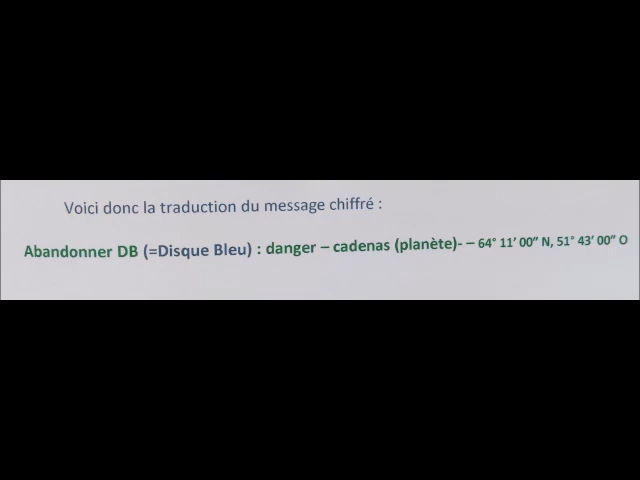 Voici donc la traduction du message chiffré :
Abandonner DB (=Disque Bleu) : danger – cadenas (planète)- – 64° 11’ 00’’ N, 51° 43’ 00’’ O